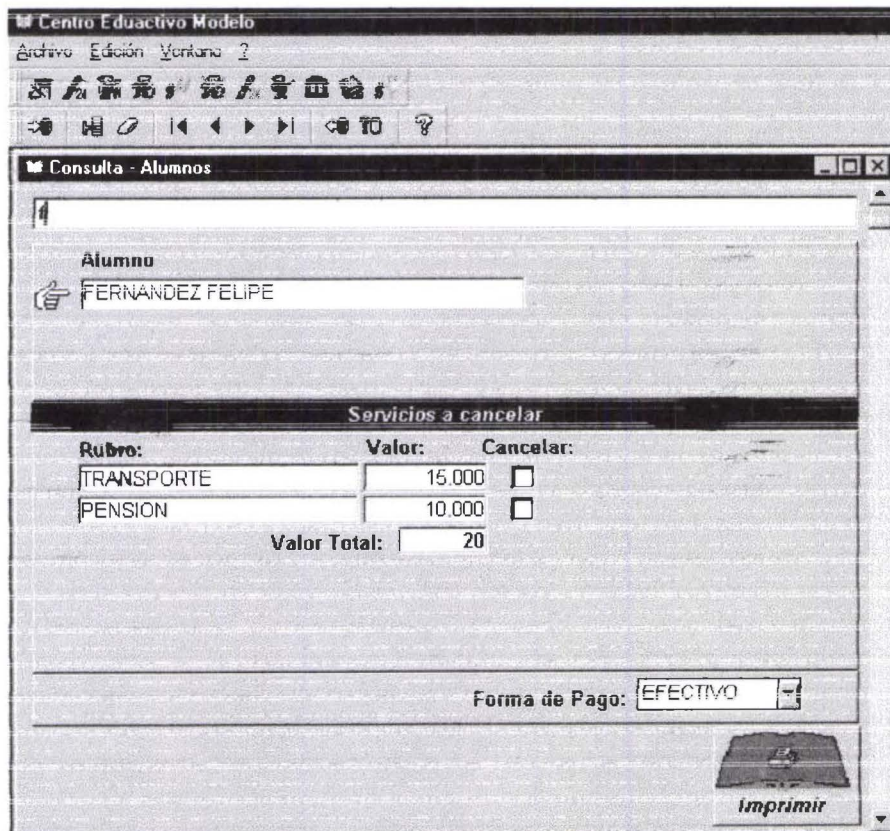 Centro Eduactivo Modelo
Archivo Edición Ventana ?
Consulta - Alumnos
Alumno
FERNANDEZ FELIPE
Servicios a cancelar
Rubro: Valor: Cancelar:
TRANSPORTE 15.000
PENSION 10.000
Valor Total: 20
Forma de Pago: EFECTIVO
Imprimir